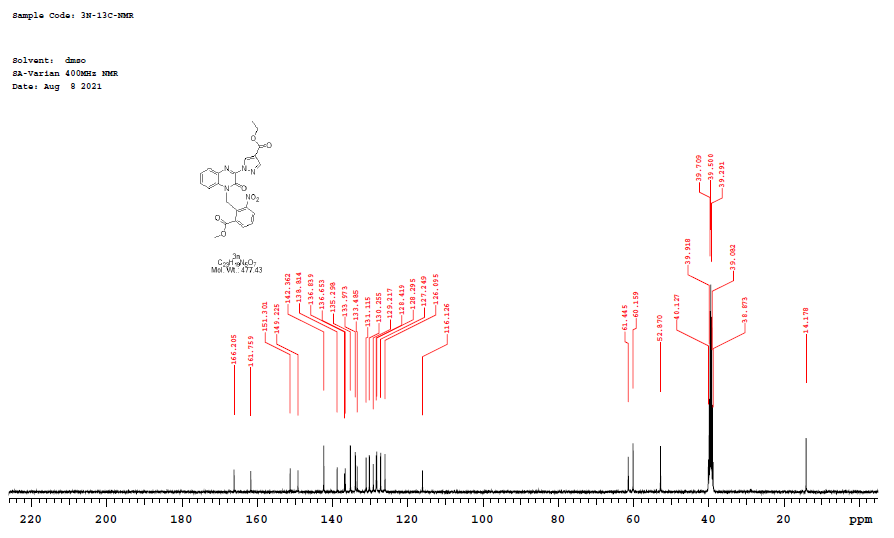 Sample Code: 3N-13C-NMR
Solvent: dmso
SA-Varian 400MHz NMR
Date: Aug 8 2021
O
O
N
N
N
N
O
NO2
O
O
3n
Mol. Wt.: 477.43
166.205
161.759
151.301
149.225
142.362
138.814
136.839
136.653
135.298
133.973
133.485
131.115
130.255
129.217
128.419
128.295
127.249
126.095
116.126
61.445
60.159
52.870
40.127
39.918
39.709
39.500
39.291
39.082
38.873
14.178
220 200 180 160 140 120 100 80 60 40 20 ppm